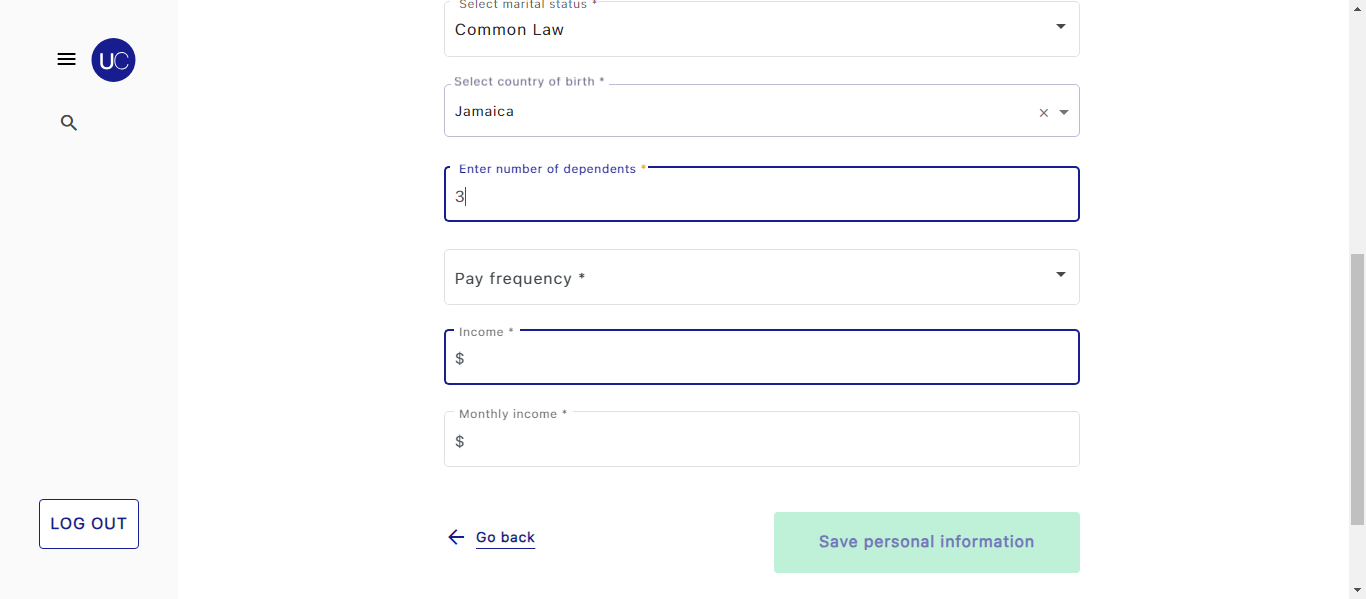 Select marital status *
Common Law
UC
Select country of birth *
Jamaica
Enter number of dependents *
3
Pay frequency *
Income *
$
Monthly income *
$
LOG OUT
Go back
Save personal information